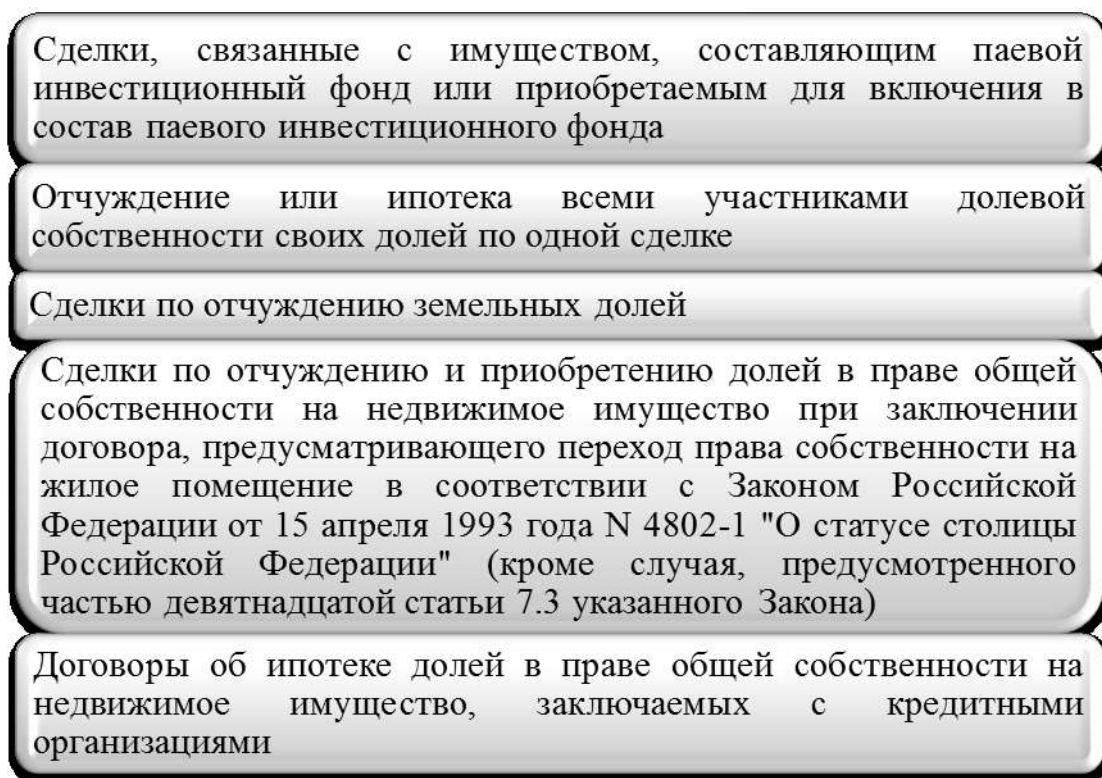 Сделки, связанные с имуществом, составляющим паевой
инвестиционный фонд или приобретаемым для включения в
состав паевого инвестиционного фонда
Отчуждение или ипотека всеми участниками долевой
собственности своих долей по одной сделке
Сделки по отчуждению земельных долей
Сделки по отчуждению и приобретению долей в праве общей
собственности на недвижимое имущество при заключении
договора, предусматривающего переход права собственности на
жилое помещение в соответствии с Законом Российской
Федерации от 15 апреля 1993 года N 4802-1 "О статусе столицы
Российской Федерации" (кроме случая, предусмотренного
частью девятнадцатой статьи 7.3 указанного Закона)
Договоры об ипотеке долей в праве общей собственности на
недвижимое имущество, заключаемых с кредитными
организациями